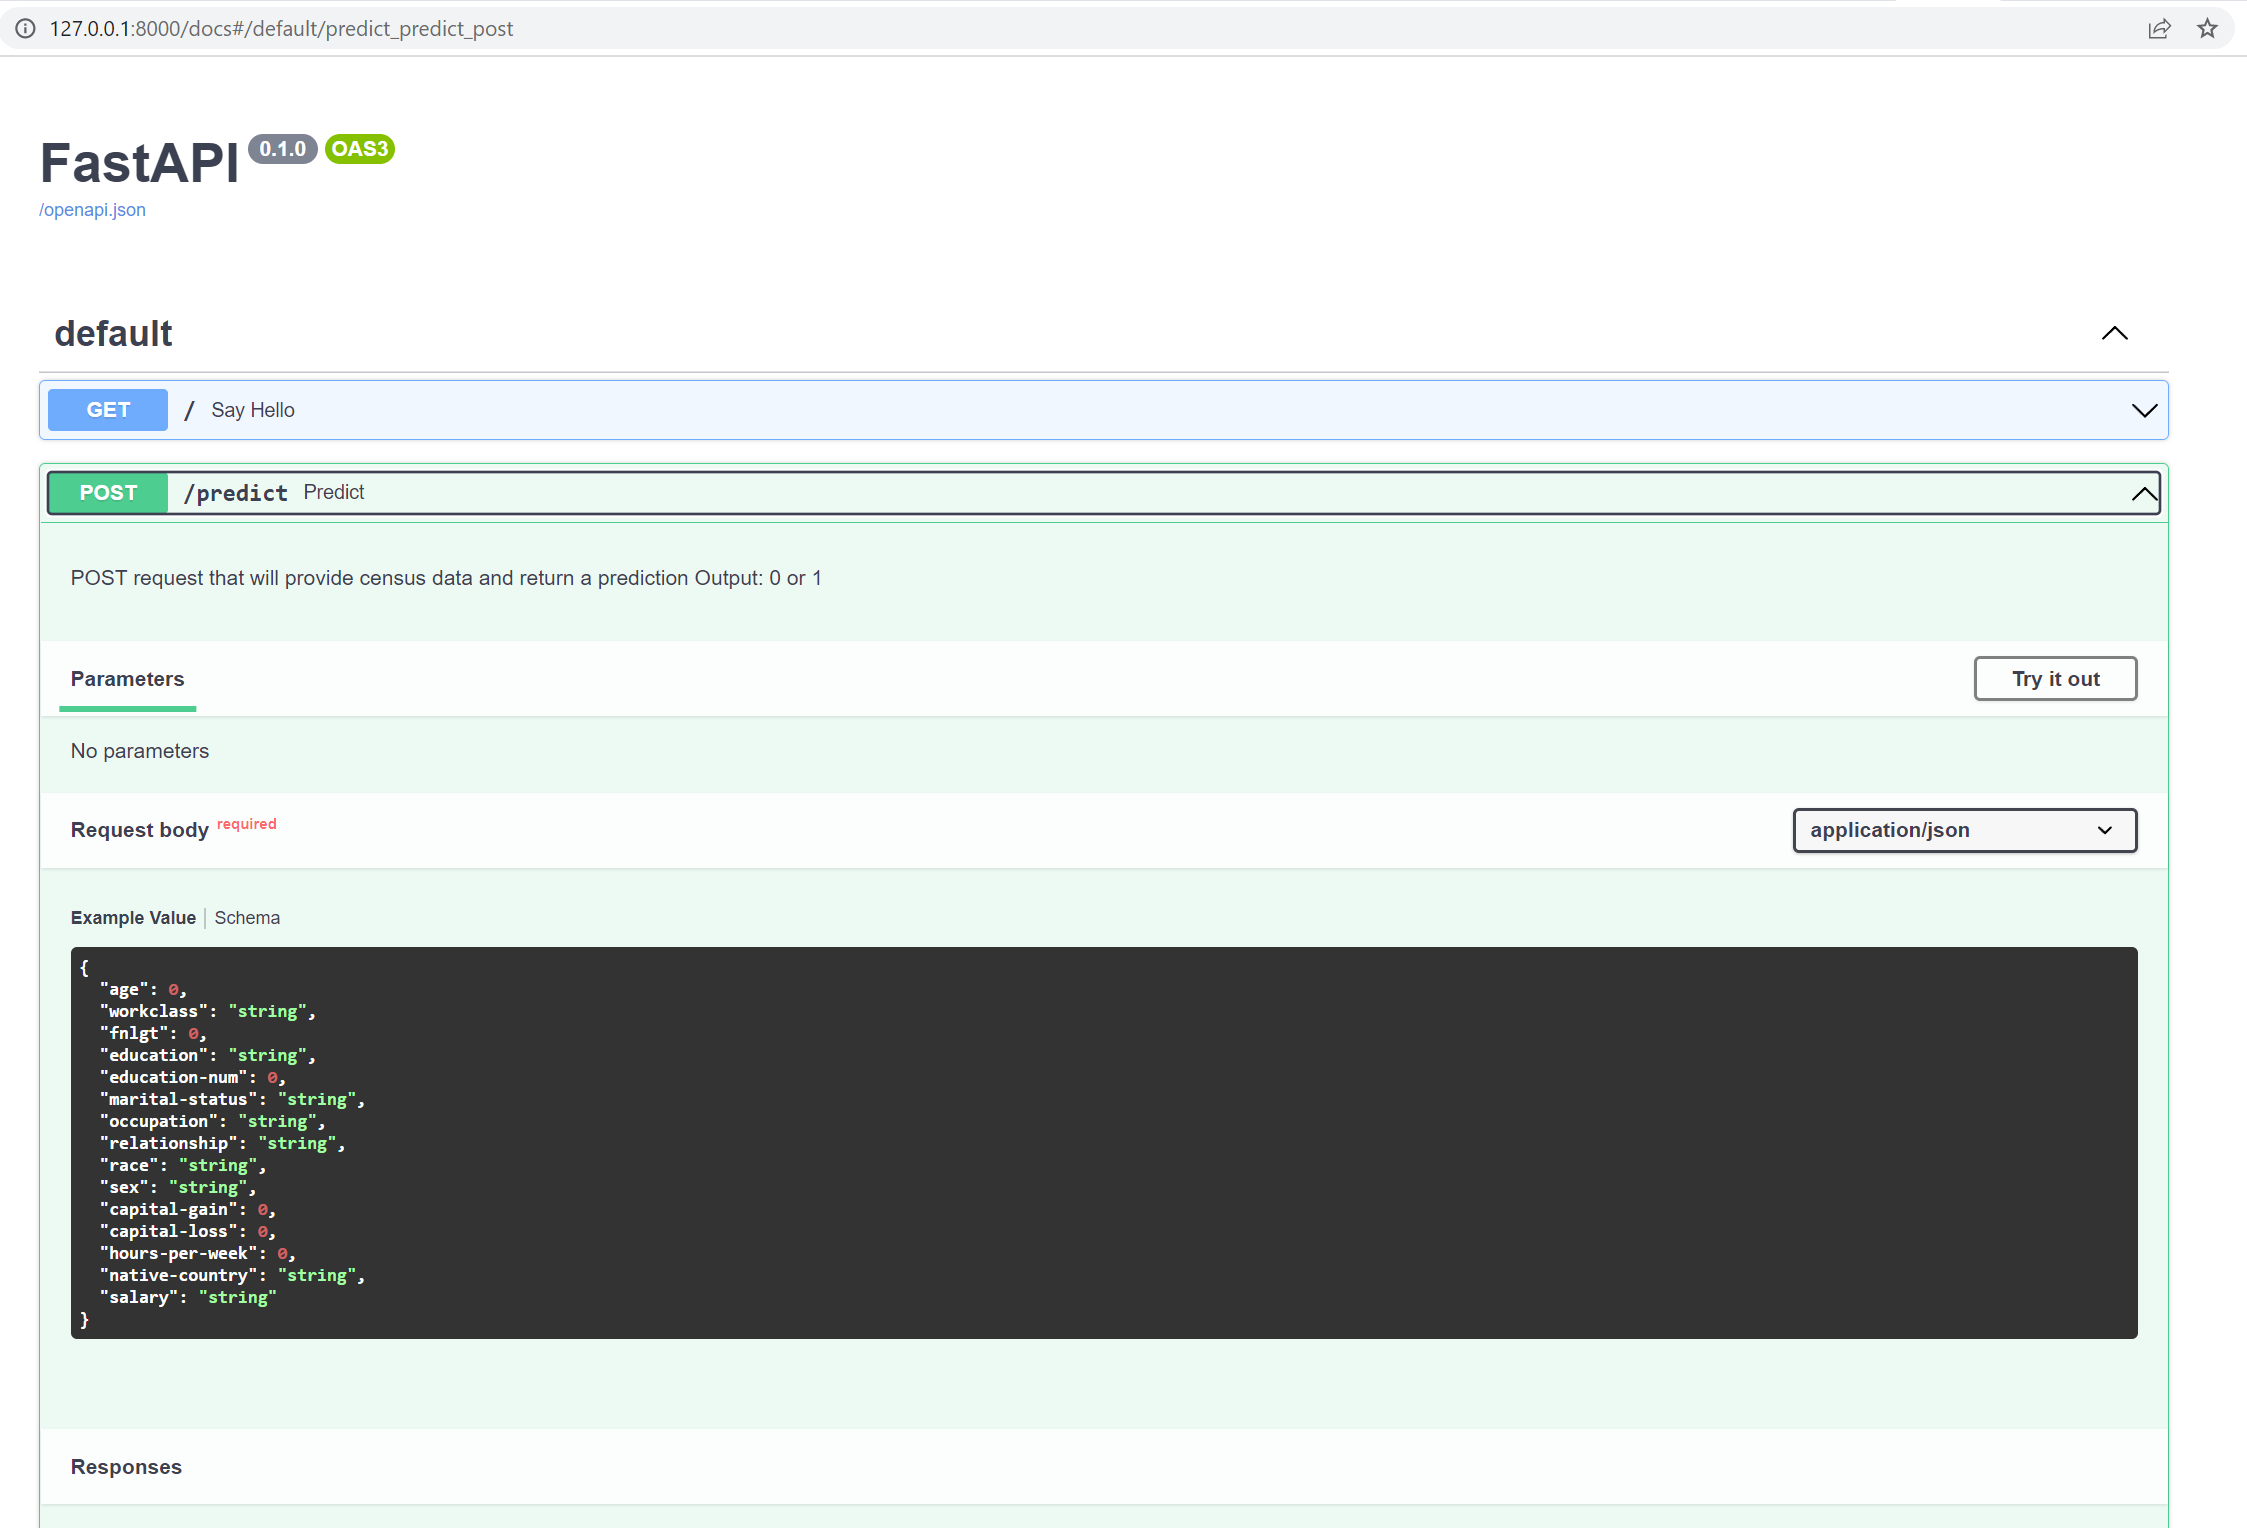 127.0.0.1:8000/docs#/default/predict_predict_post
FastAPI 0.1.0 OAS3
/openapi.json
default
GET / Say Hello
POST /predict Predict
POST request that will provide census data and return a prediction Output: 0 or 1
Parameters Try it out
No parameters
Request body required application/json
Example Value Schema
{
  "age": 0,
  "workclass": "string",
  "fnlgt": 0,
  "education": "string",
  "education-num": 0,
  "marital-status": "string",
  "occupation": "string",
  "relationship": "string",
  "race": "string",
  "sex": "string",
  "capital-gain": 0,
  "capital-loss": 0,
  "hours-per-week": 0,
  "native-country": "string",
  "salary": "string"
}
Responses